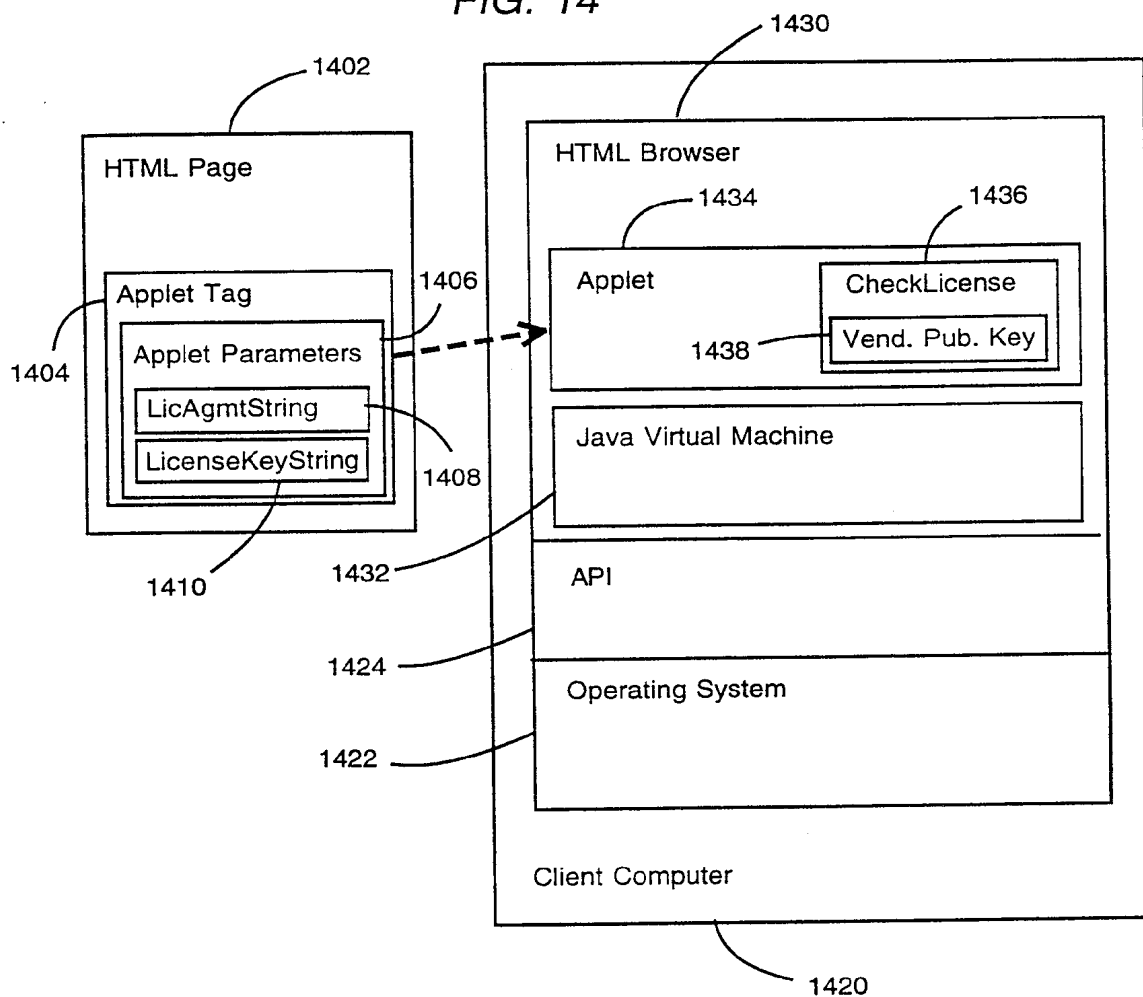 FIG. 14
1430
1402
HTML Page
HTML Browser
1434
1436
1406
Applet Tag
Applet
CheckLicense
Applet Parameters
1438
Vend. Pub. Key
1404
LicAgmtString
Java Virtual Machine
LicenseKeyString
1408
1432
1410
API
1424
Operating System
1422
Client Computer
1420